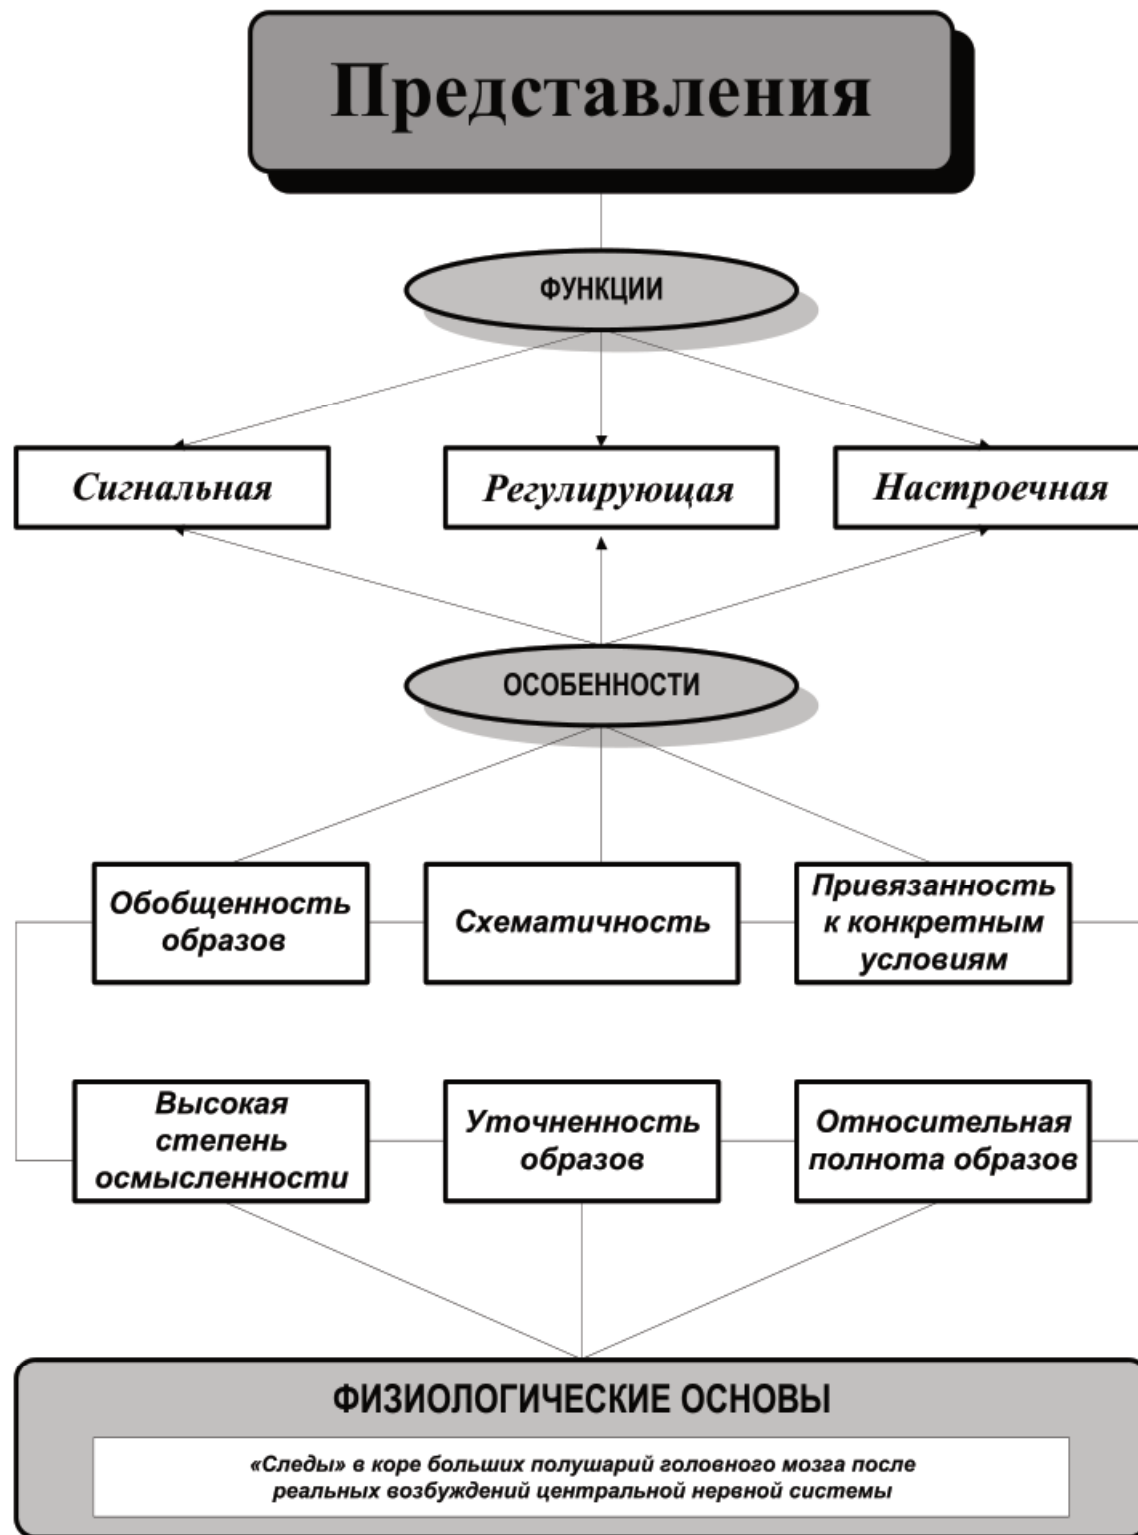 Представления
ФУНКЦИИ
Сигнальная
Регулирующая
Настроечная
ОСОБЕННОСТИ
Обобщенность
образов
Схематичность
Привязанность
к конкретным
условиям
Высокая
степень
осмысленности
Уточненность
образов
Относительная
полнота образов
ФИЗИОЛОГИЧЕСКИЕ ОСНОВЫ
«Следы» в коре больших полушарий головного мозга после
реальных возбуждений центральной нервной системы